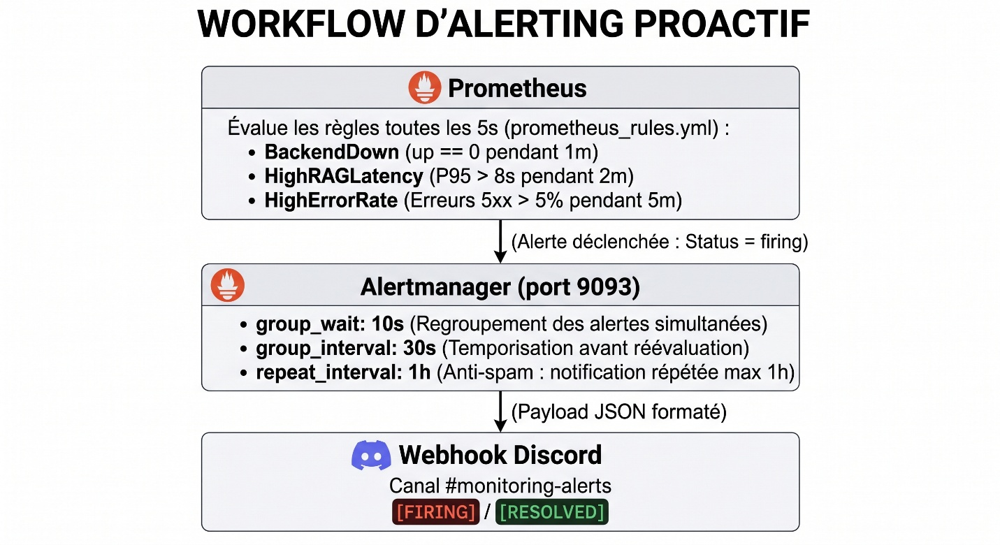 WORKFLOW D’ALERTING PROACTIF
Prometheus
Évalue les règles toutes les 5s (prometheus_rules.yml) :
• BackendDown (up == 0 pendant 1m)
• HighRAGLatency (P95 > 8s pendant 2m)
• HighErrorRate (Erreurs 5xx > 5% pendant 5m)
(Alerte déclenchée : Status = firing)
Alertmanager (port 9093)
• group_wait: 10s (Regroupement des alertes simultanées)
• group_interval: 30s (Temporisation avant réévaluation)
• repeat_interval: 1h (Anti-spam : notification répétée max 1h)
(Payload JSON formaté)
Webhook Discord
Canal #monitoring-alerts
[FIRING] / [RESOLVED]